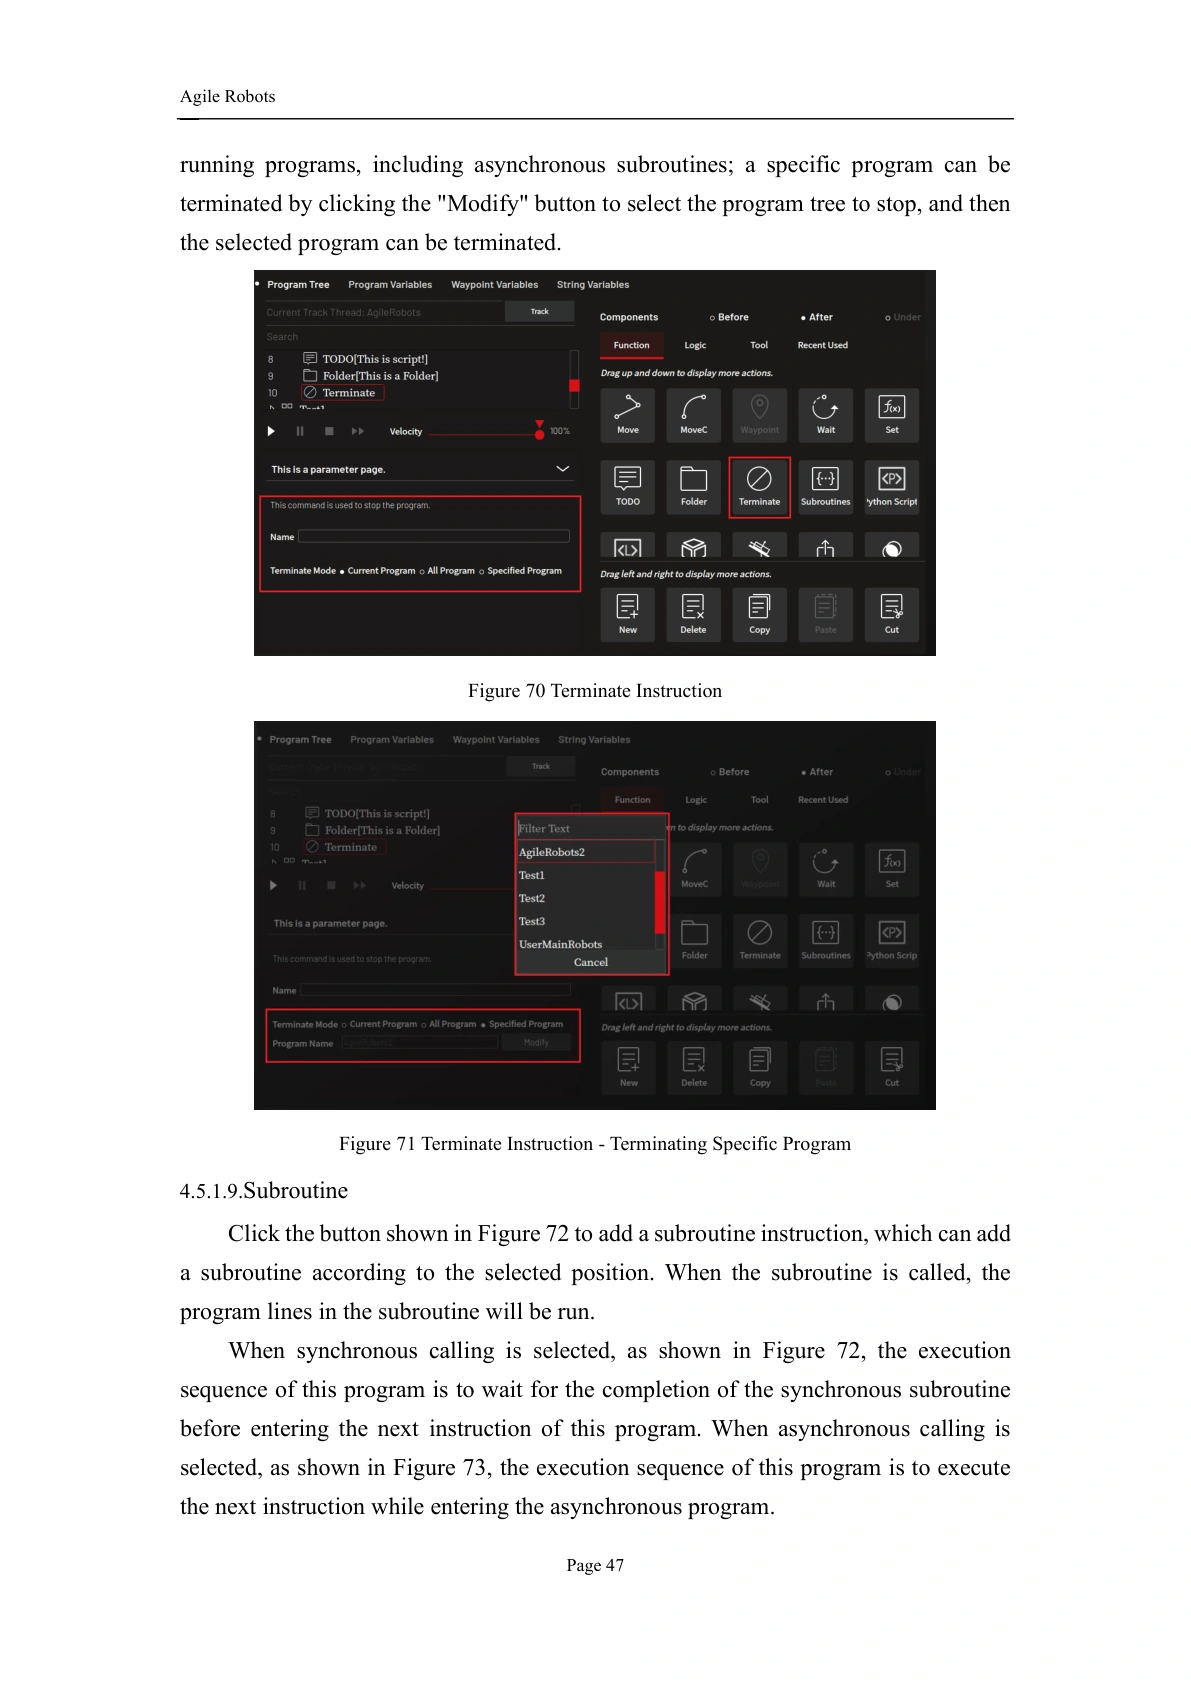 Agile Robots
running programs, including asynchronous subroutines; a specific program can be
terminated by clicking the "Modify" button to select the program tree to stop, and then
the selected program can be terminated.
Program Tree Program Variables Waypoint Variables String Variables
Current Track Thread: AgileRobots Track
Search
8 TODO[This is script!]
9 Folder[This is a Folder]
10 Terminate
Test1
Velocity 100%
This is a parameter page.
This command is used to stop the program.
Name
Terminate Mode Current Program All Program Specified Program
Components Before After Under
Function Logic Tool Recent Used
Drag up and down to display more actions.
Move MoveC Waypoint Wait Set
TODO Folder Terminate Subroutines ython Script
Drag left and right to display more actions.
New Delete Copy Paste Cut
Figure 70 Terminate Instruction
Program Tree Program Variables Waypoint Variables String Variables
Track
8 TODO[This is script!]
9 Folder[This is a Folder]
10 Terminate
Velocity
This is a parameter page.
This command is used to stop the program.
Name
Terminate Mode Current Program All Program Specified Program
Program Name AgileRobots2 Modify
Filter Text
AgileRobots2
Test1
Test2
Test3
UserMainRobots
Cancel
Components Before After Under
Function Logic Tool Recent Used
n to display more actions.
MoveC Waypoint Wait Set
Folder Terminate Subroutines Python Scrip
Drag left and right to display more actions.
New Delete Copy Paste Cut
Figure 71 Terminate Instruction - Terminating Specific Program
4.5.1.9.Subroutine
Click the button shown in Figure 72 to add a subroutine instruction, which can add
a subroutine according to the selected position. When the subroutine is called, the
program lines in the subroutine will be run.
When synchronous calling is selected, as shown in Figure 72, the execution
sequence of this program is to wait for the completion of the synchronous subroutine
before entering the next instruction of this program. When asynchronous calling is
selected, as shown in Figure 73, the execution sequence of this program is to execute
the next instruction while entering the asynchronous program.
Page 47